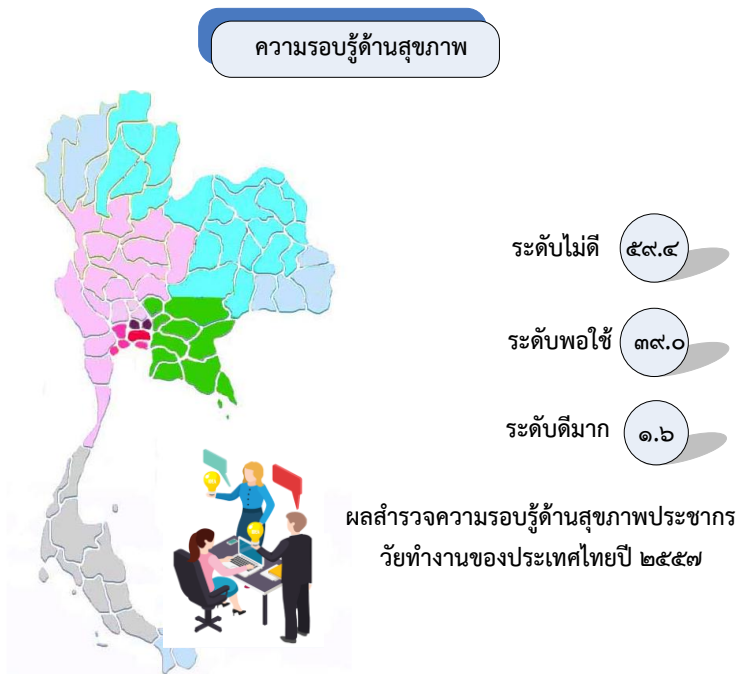 ความรอบรู้ด้านสุขภาพ
ระดับไม่ดี ๕๙.๔
ระดับพอใช้ ๓๙.๐
ระดับดีมาก ๑.๖
ผลสำรวจความรอบรู้ด้านสุขภาพประชากร
วัยทำงานของประเทศไทยปี ๒๕๕๗